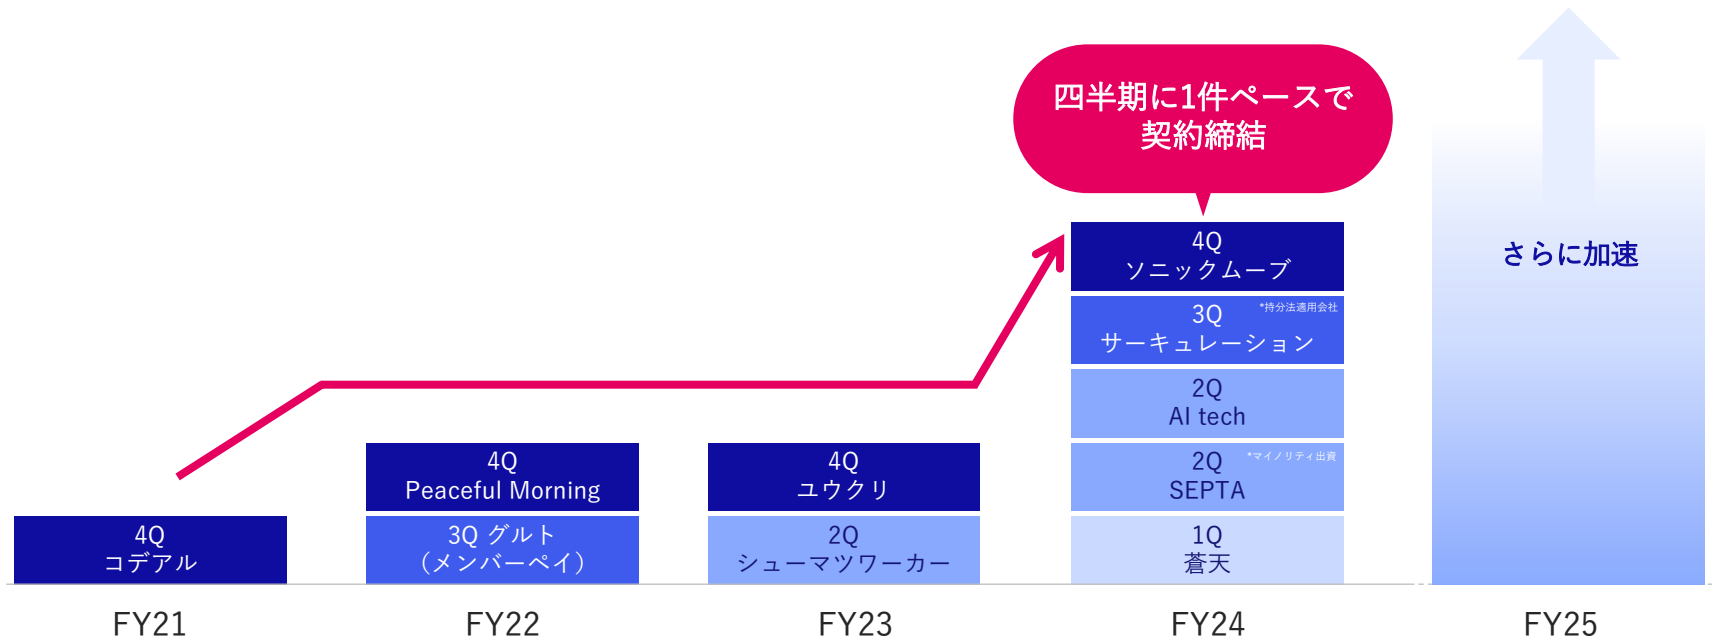 四半期に1件ペースで
契約締結
さらに加速
4Q
コデアル
4Q
Peaceful Morning
3Q グルト
（メンバーペイ）
4Q
ユウクリ
2Q
シューマツワーカー
4Q
ソニックムーブ
*持分法適用会社
3Q
サーキュレーション
2Q
AI tech
*マイノリティ出資
2Q
SEPTA
1Q
蒼天
FY21
FY22
FY23
FY24
FY25